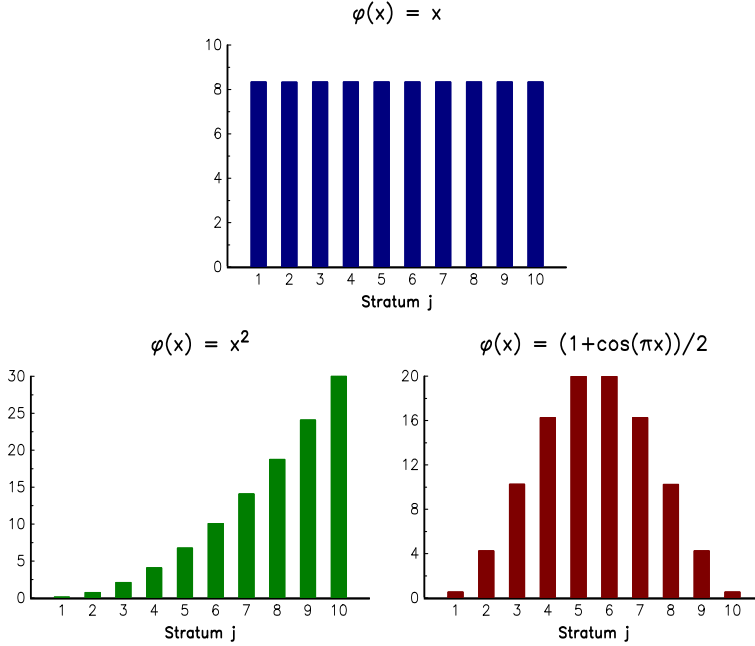 φ(x) = x
10
8
6
4
2
0
1 2 3 4 5 6 7 8 9 10
Stratum j
φ(x) = x²
30
25
20
15
10
5
0
1 2 3 4 5 6 7 8 9 10
Stratum j
φ(x) = (1+cos(πx))/2
20
16
12
8
4
0
1 2 3 4 5 6 7 8 9 10
Stratum j